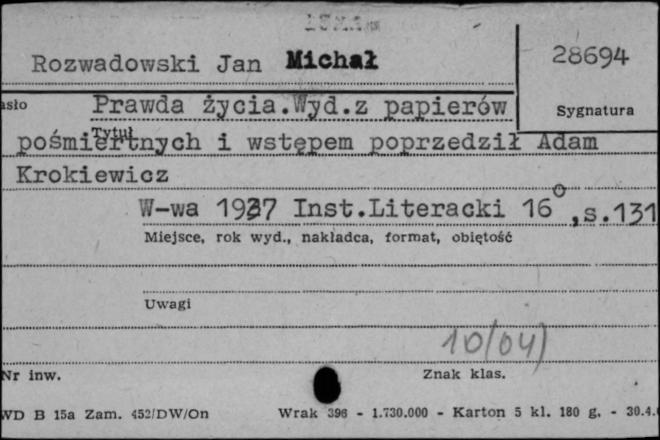 Rozwadowski Jan Michał
28694
asło
Prawda życia.Wyd.z papierów
Sygnatura
Tytuł
pośmiertnych i wstępem poprzedził Adam
Krokiewicz
W-wa 1937 Inst.Literacki 16°,s.131
Miejsce, rok wyd., nakładca, format, objętość
Uwagi
10/04)
Nr inw.
Znak klas.
WD B 15a Zam. 452/DW/On
Wrak 396 - 1.730.000 - Karton 5 kl. 180 g. - 30.4.